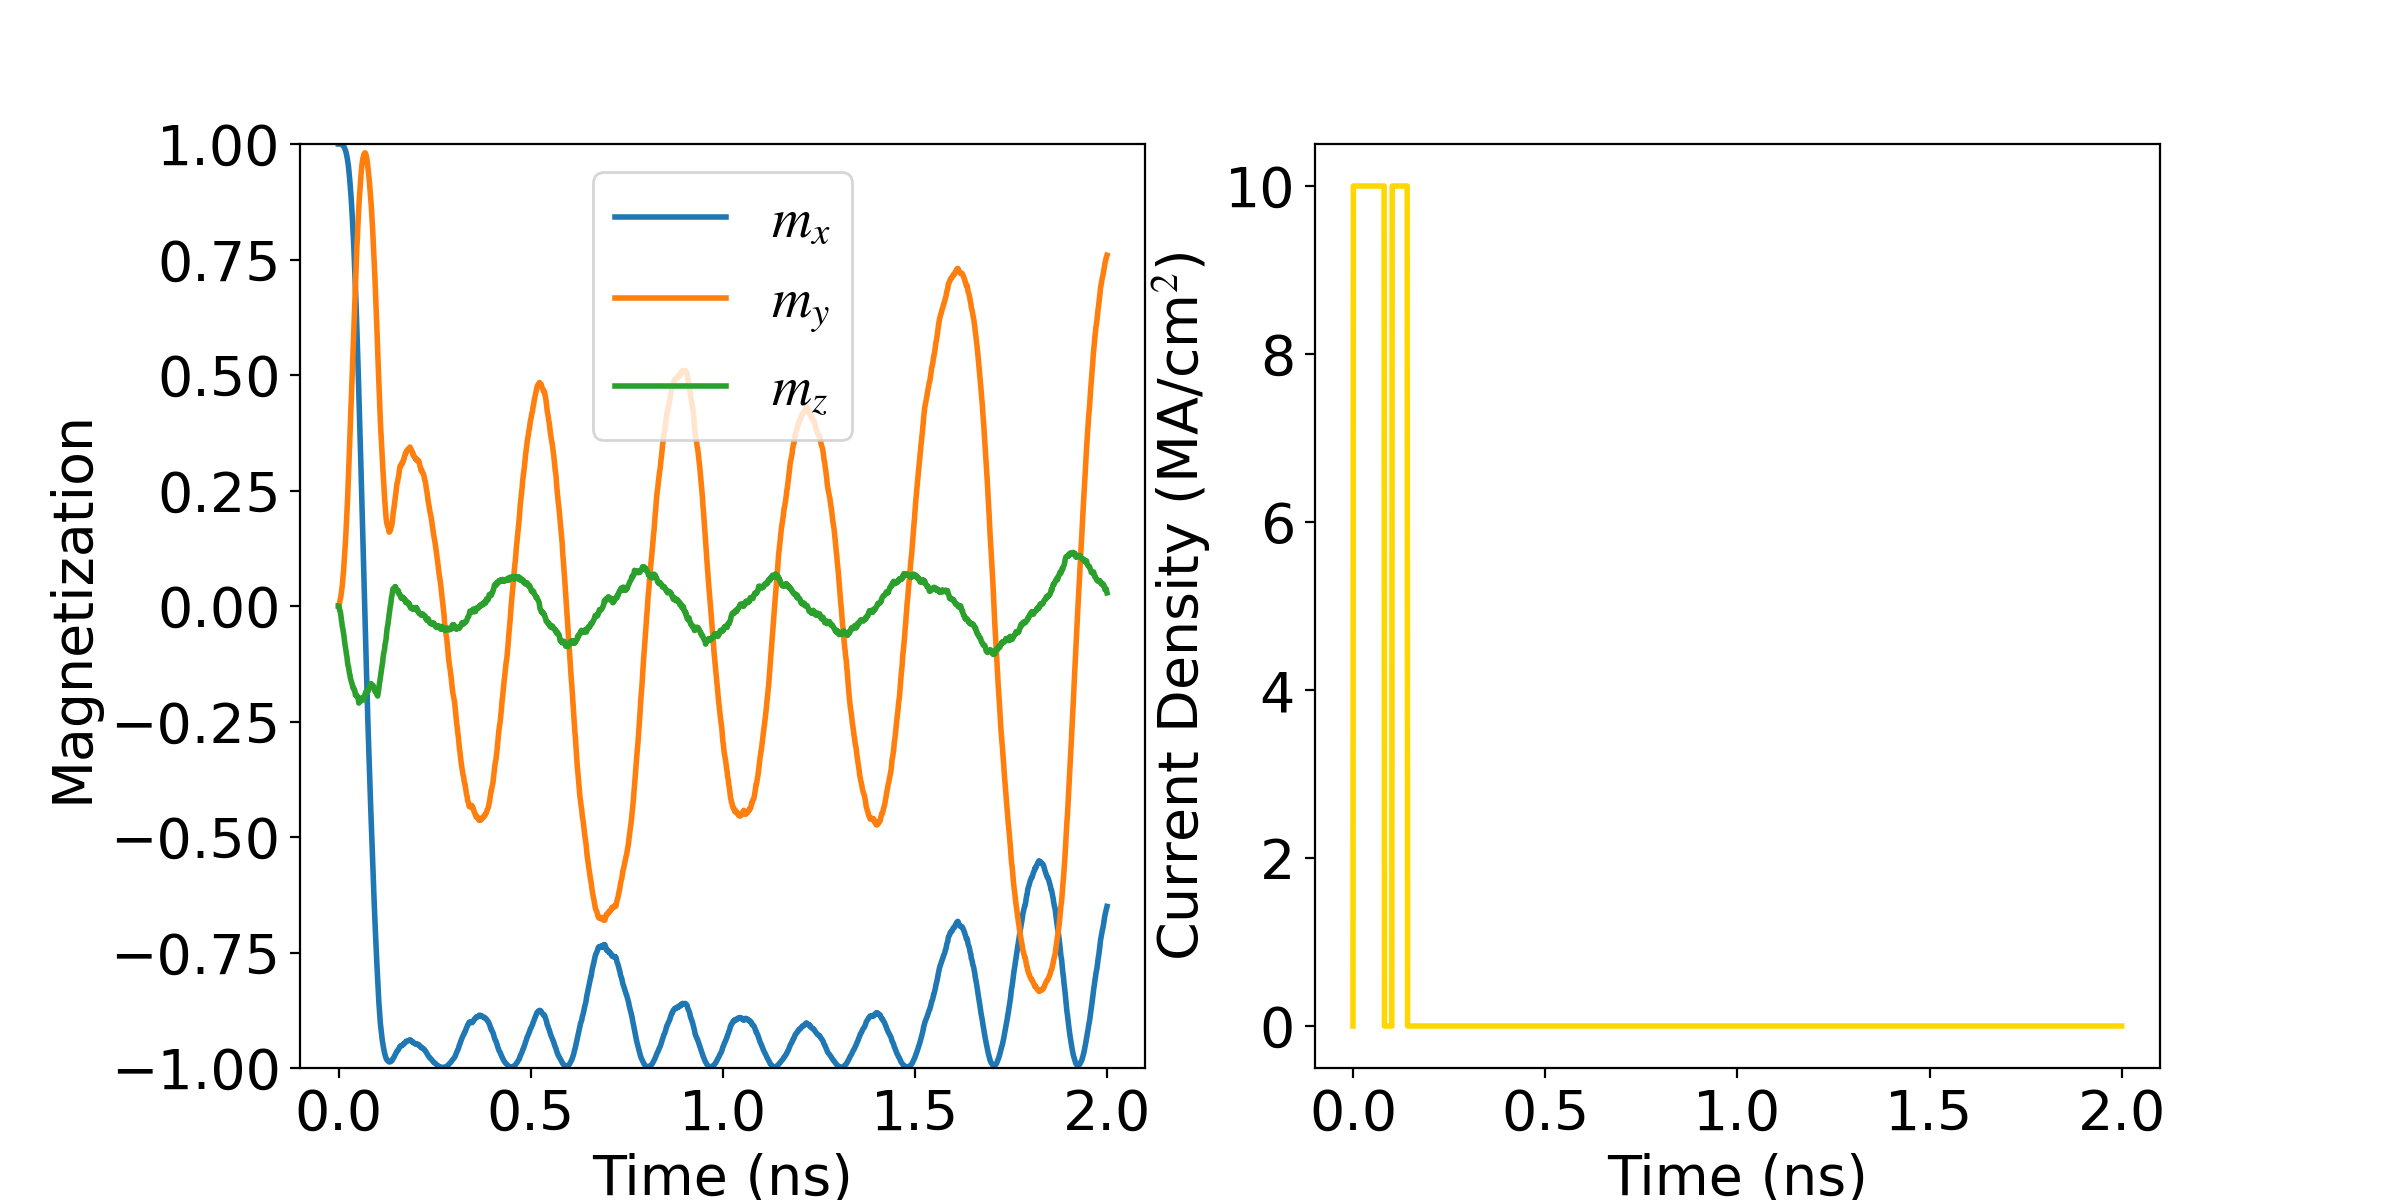 1.00
0.75
0.50
0.25
0.00
−0.25
−0.50
−0.75
−1.00
Magnetization
0.0 0.5 1.0 1.5 2.0
Time (ns)
m_x
m_y
m_z
10
8
6
4
2
0
Current Density (MA/cm²)
0.0 0.5 1.0 1.5 2.0
Time (ns)